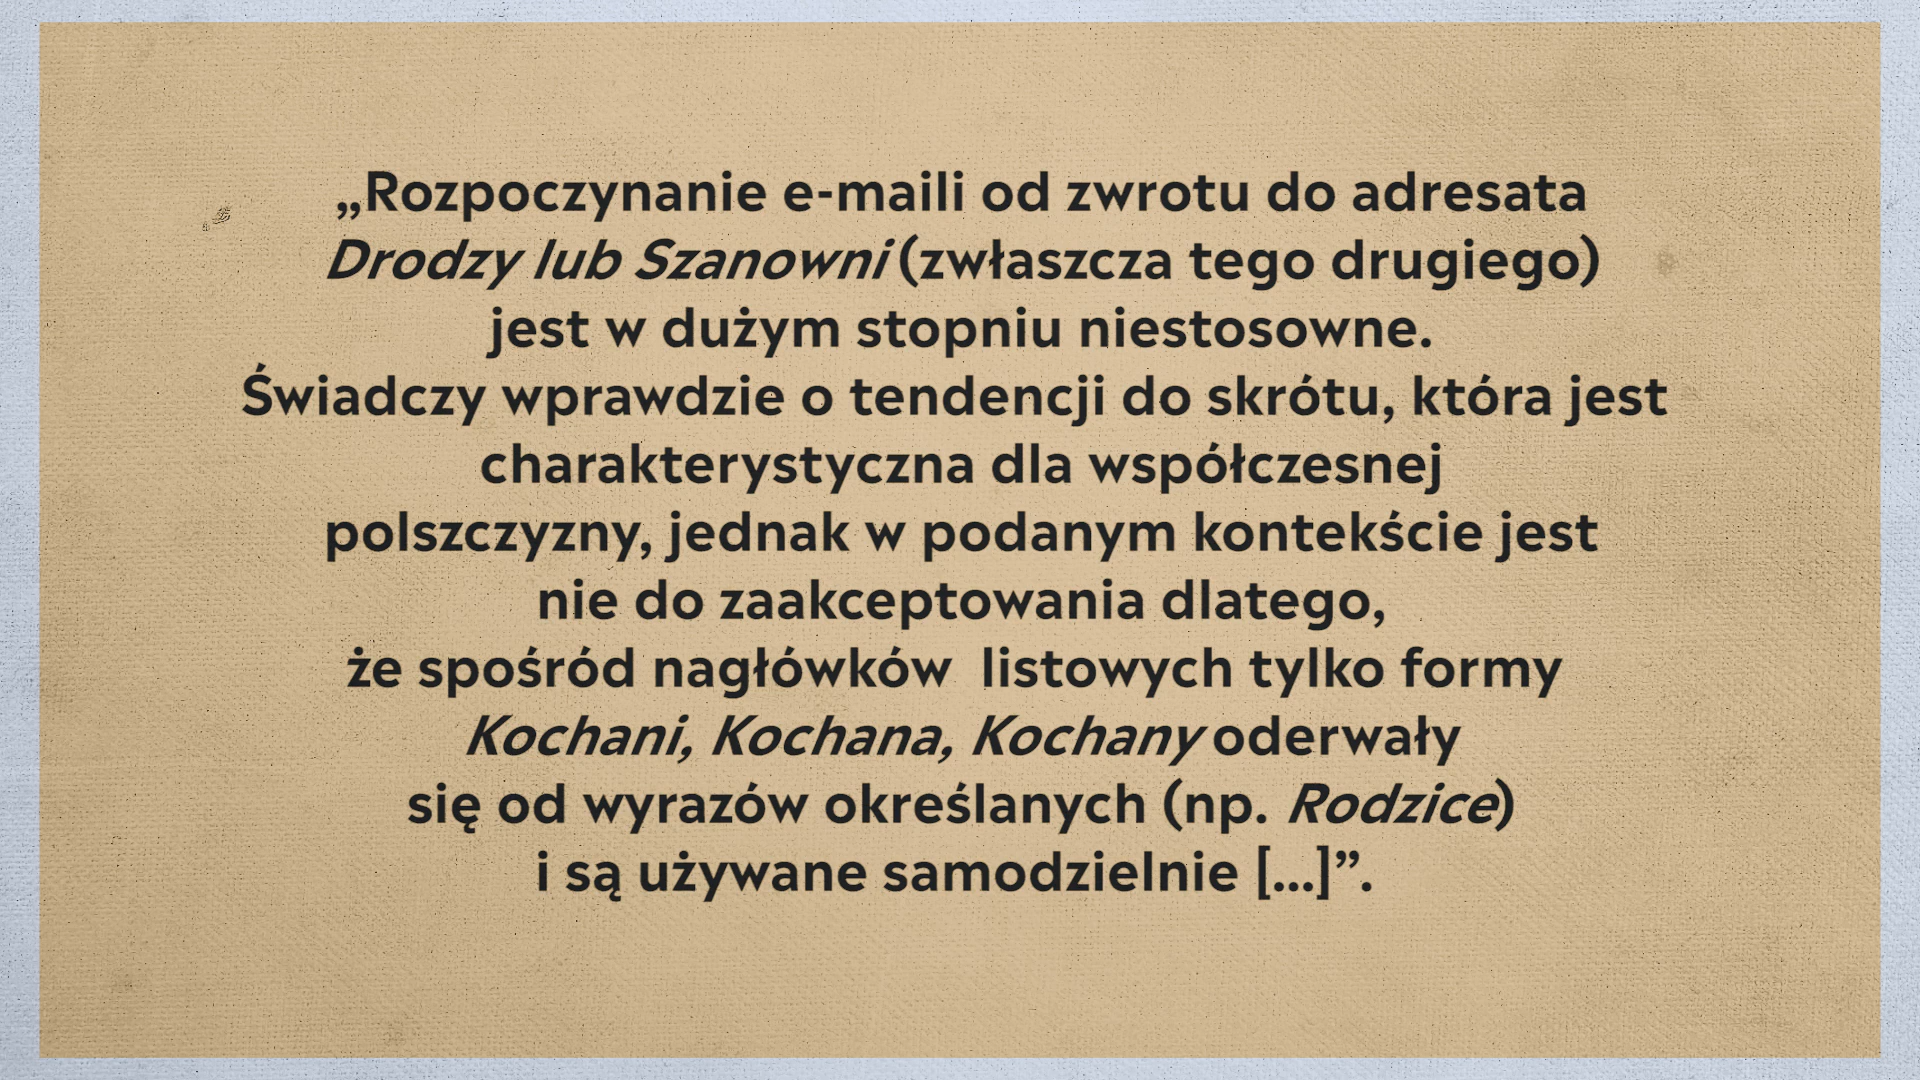 „Rozpoczynanie e-maili od zwrotu do adresata
Drodzy lub Szanowni (zwłaszcza tego drugiego)
jest w dużym stopniu niestosowne.
Świadczy wprawdzie o tendencji do skrótu, która jest
charakterystyczna dla współczesnej
polszczyzny, jednak w podanym kontekście jest
nie do zaakceptowania dlatego,
że spośród nagłówków  listowych tylko formy
Kochani, Kochana, Kochany oderwały
się od wyrazów określanych (np. Rodzice)
i są używane samodzielnie [...]”.